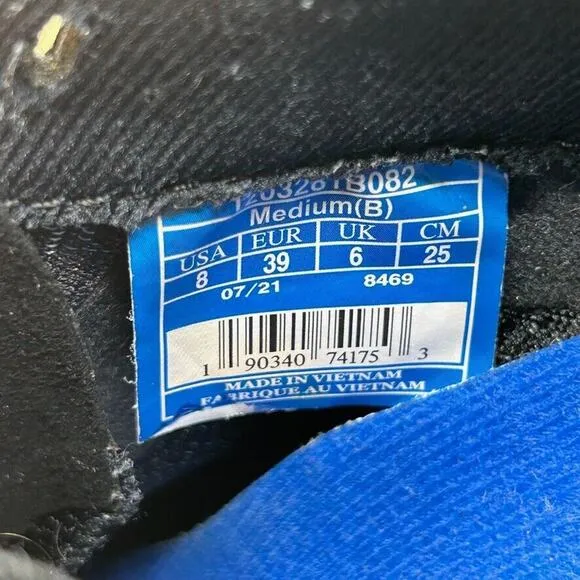 1203281B082
Medium(B)
USA EUR UK CM
8 39 6 25
07/21 8469
1 90340 74175 3
MADE IN VIETNAM
FABRIQUE AU VIETNAM